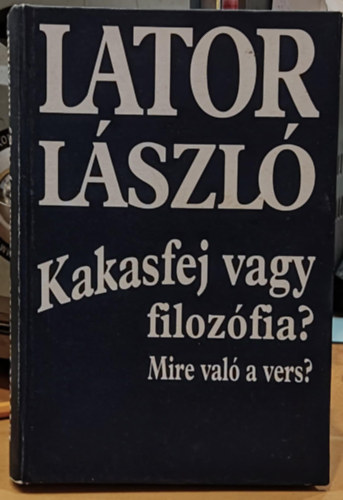 LATOR
LÁSZLÓ
Kakasfej vagy
filozófia?
Mire való a vers?